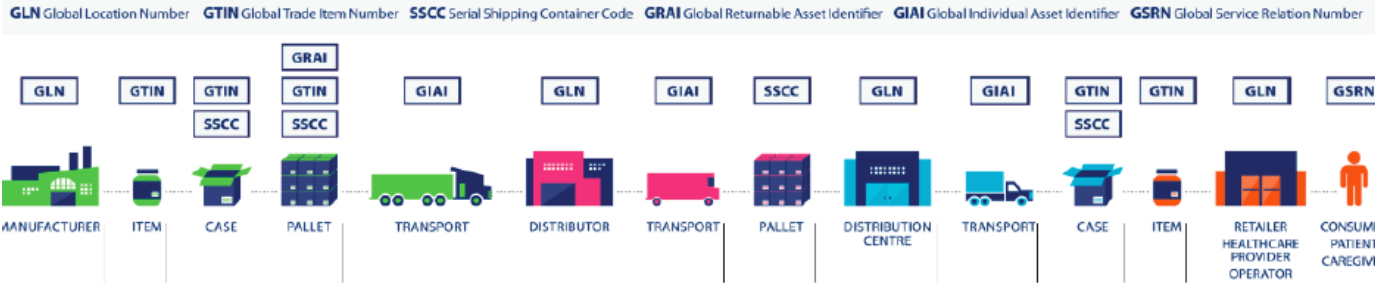 GLN Global Location Number GTIN Global Trade Item Number SSCC Serial Shipping Container Code GRAI Global Returnable Asset Identifier GIAI Global Individual Asset Identifier GSRN Global Service Relation Number
GRAI
GLN GTIN GTIN GTIN GIAI GLN GIAI SSCC GLN GIAI GTIN GTIN GLN GSRN
SSCC SSCC SSCC
MANUFACTURER ITEM CASE PALLET TRANSPORT DISTRIBUTOR TRANSPORT PALLET DISTRIBUTION TRANSPORT CASE ITEM RETAILER CONSUM
CENTRE HEALTHCARE PATIENT
PROVIDER CAREGIV
OPERATOR